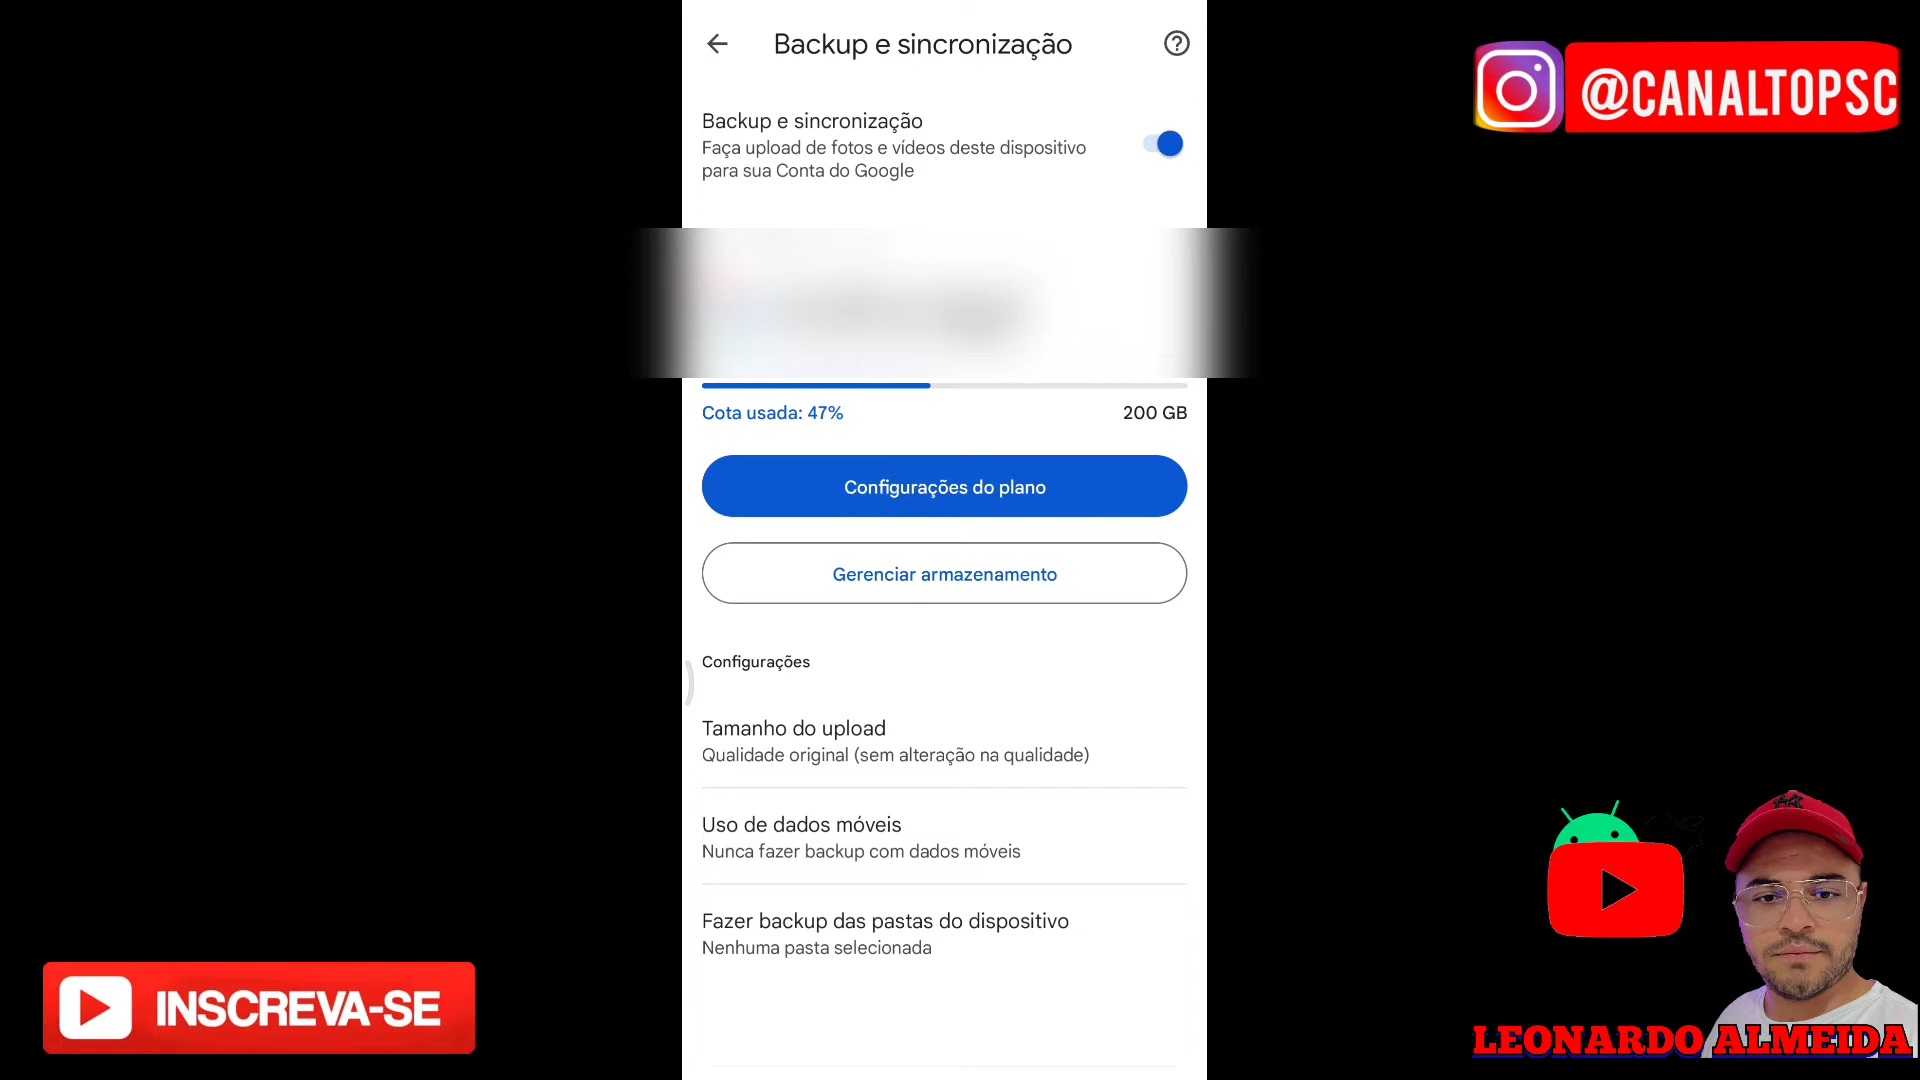 Backup e sincronização
@CANALTOPSC
Backup e sincronização
Faça upload de fotos e vídeos deste dispositivo
para sua Conta do Google
Cota usada: 47%
200 GB
Configurações do plano
Gerenciar armazenamento
Configurações
Tamanho do upload
Qualidade original (sem alteração na qualidade)
Uso de dados móveis
Nunca fazer backup com dados móveis
Fazer backup das pastas do dispositivo
Nenhuma pasta selecionada
INSCREVA-SE
LEONARDO ALMEIDA